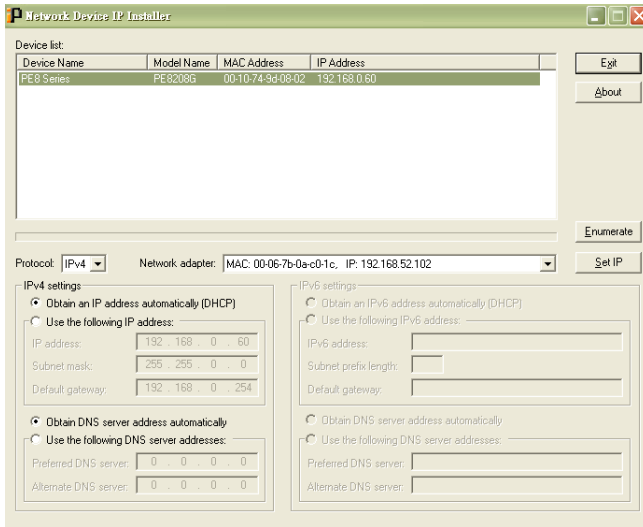 Network Device IP Installer
Device list:
Device Name Model Name MAC Address IP Address
PE8 Series PE8208G 00-10-74-9d-08-02 192.168.0.60
Exit
About
Enumerate
Protocol: IPv4 Network adapter: MAC: 00-06-7b-0a-c0-1c, IP: 192.168.52.102
Set IP
IPv4 settings
Obtain an IP address automatically (DHCP)
Use the following IP address:
IP address: 192 . 168 . 0 . 60
Subnet mask: 255 . 255 . 0 . 0
Default gateway: 192 . 168 . 0 . 254
Obtain DNS server address automatically
Use the following DNS server addresses:
Preferred DNS server: 0 . 0 . 0 . 0
Alternate DNS server: 0 . 0 . 0 . 0
IPv6 settings
Obtain an IPv6 address automatically (DHCP)
Use the following IPv6 address:
IPv6 address:
Subnet prefix length:
Default gateway:
Obtain DNS server address automatically
Use the following DNS server addresses:
Preferred DNS server:
Alternate DNS server: